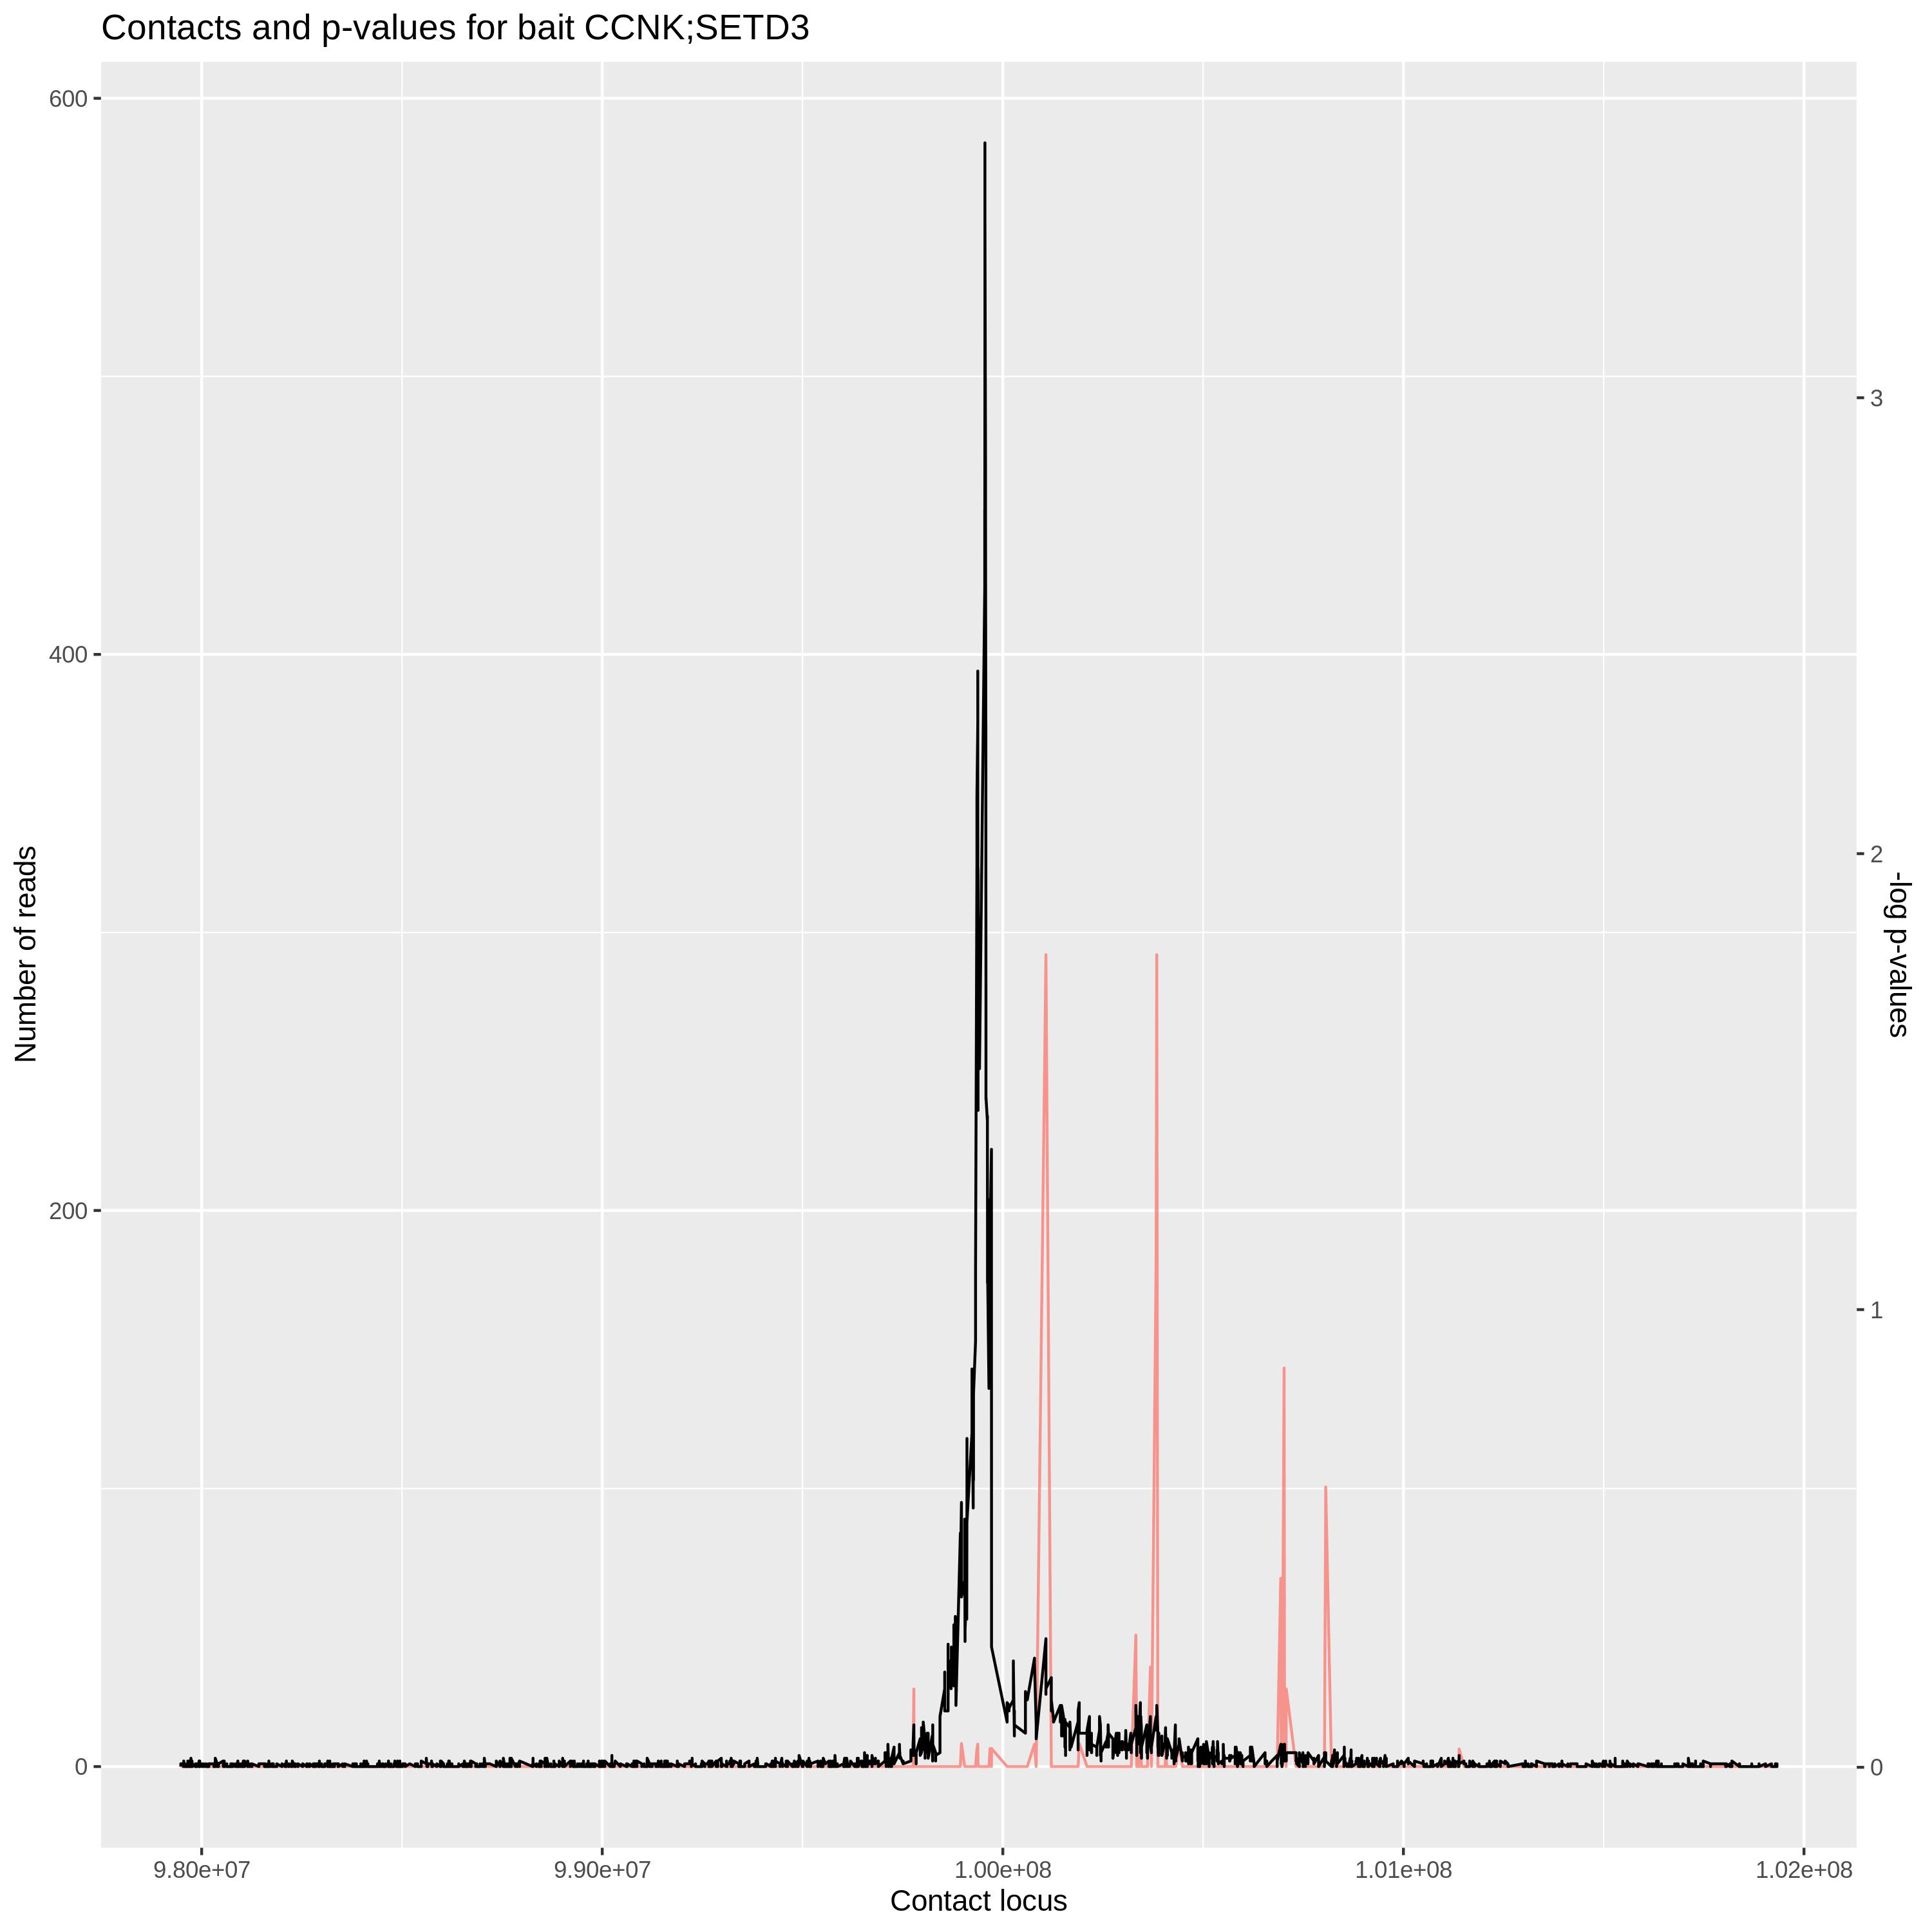 Contacts and p-values for bait CCNK;SETD3
600
400
200
0
Number of reads
3
2
1
0
-log p-values
9.80e+07
9.90e+07
1.00e+08
1.01e+08
1.02e+08
Contact locus